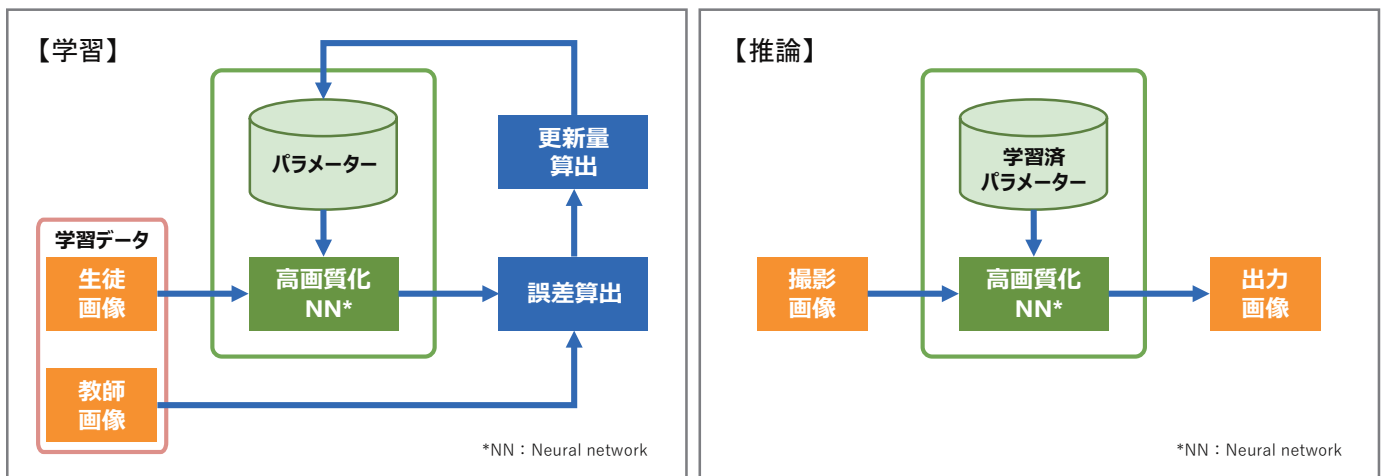 【学習】
パラメーター
更新量
算出
学習データ
生徒
画像
高画質化
NN*
誤差算出
教師
画像
*NN：Neural network
【推論】
学習済
パラメーター
撮影
画像
高画質化
NN*
出力
画像
*NN：Neural network